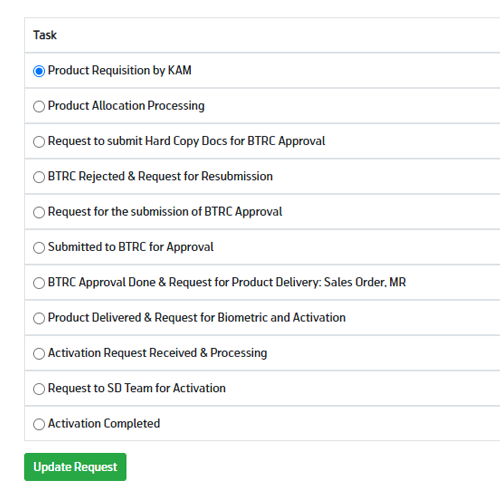 Task
Product Requisition by KAM
Product Allocation Processing
Request to submit Hard Copy Docs for BTRC Approval
BTRC Rejected & Request for Resubmission
Request for the submission of BTRC Approval
Submitted to BTRC for Approval
BTRC Approval Done & Request for Product Delivery: Sales Order, MR
Product Delivered & Request for Biometric and Activation
Activation Request Received & Processing
Request to SD Team for Activation
Activation Completed
Update Request